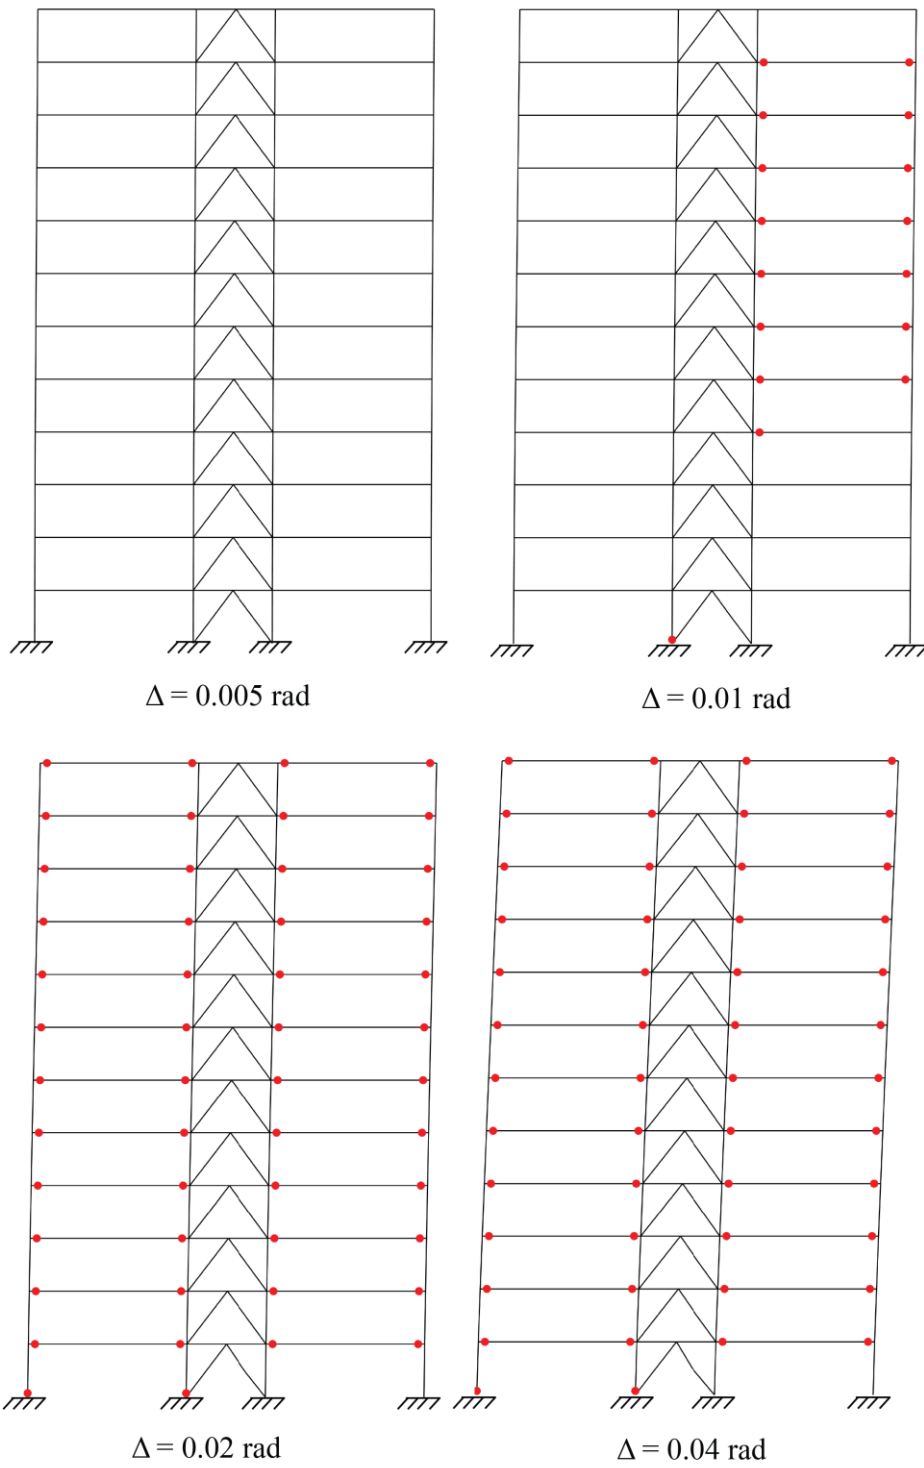 Δ = 0.005 rad
Δ = 0.01 rad
Δ = 0.02 rad
Δ = 0.04 rad